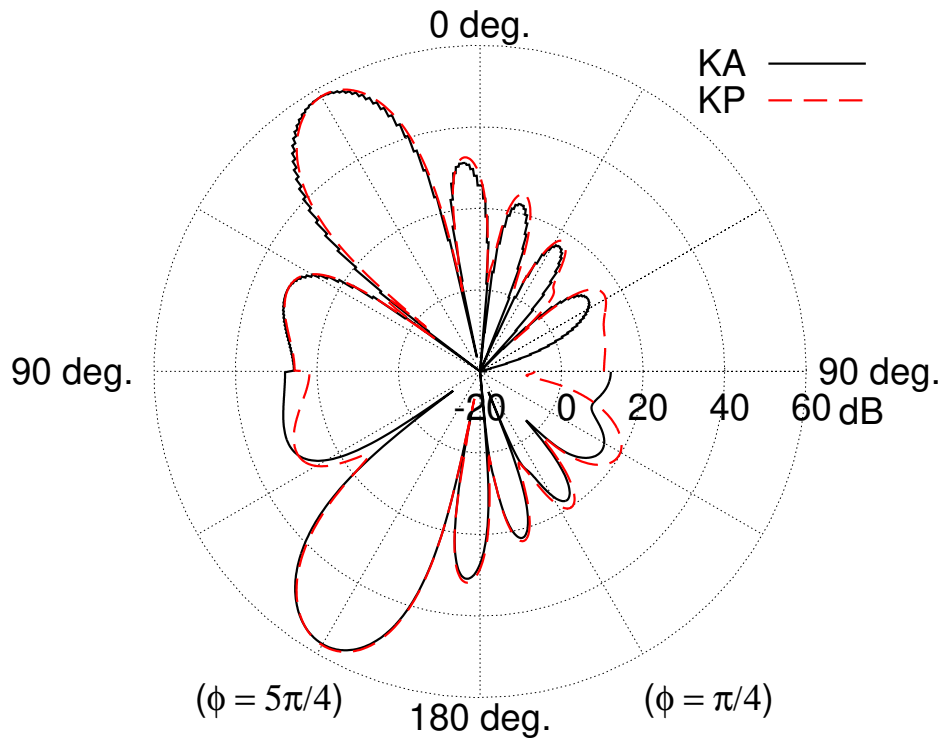 0 deg.
KA
KP
90 deg.
90 deg.
-20 0 20 40 60 dB
(ϕ = 5π/4)
(ϕ = π/4)
180 deg.